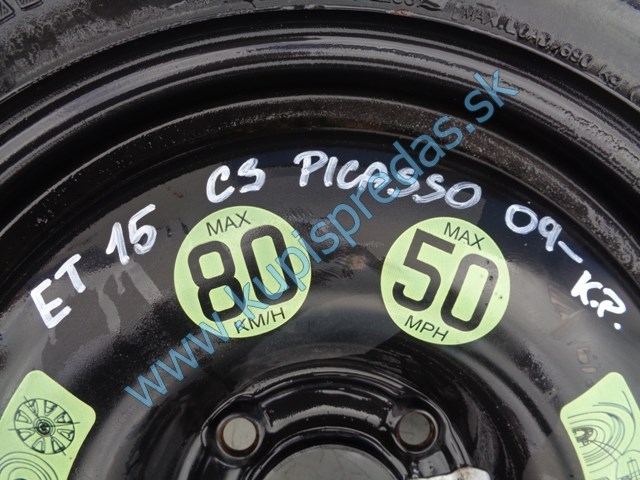 ET 15 C3 PICASSO 09- K.P.
MAX
80
KM/H
MAX
50
MPH
www.kupispredas.sk